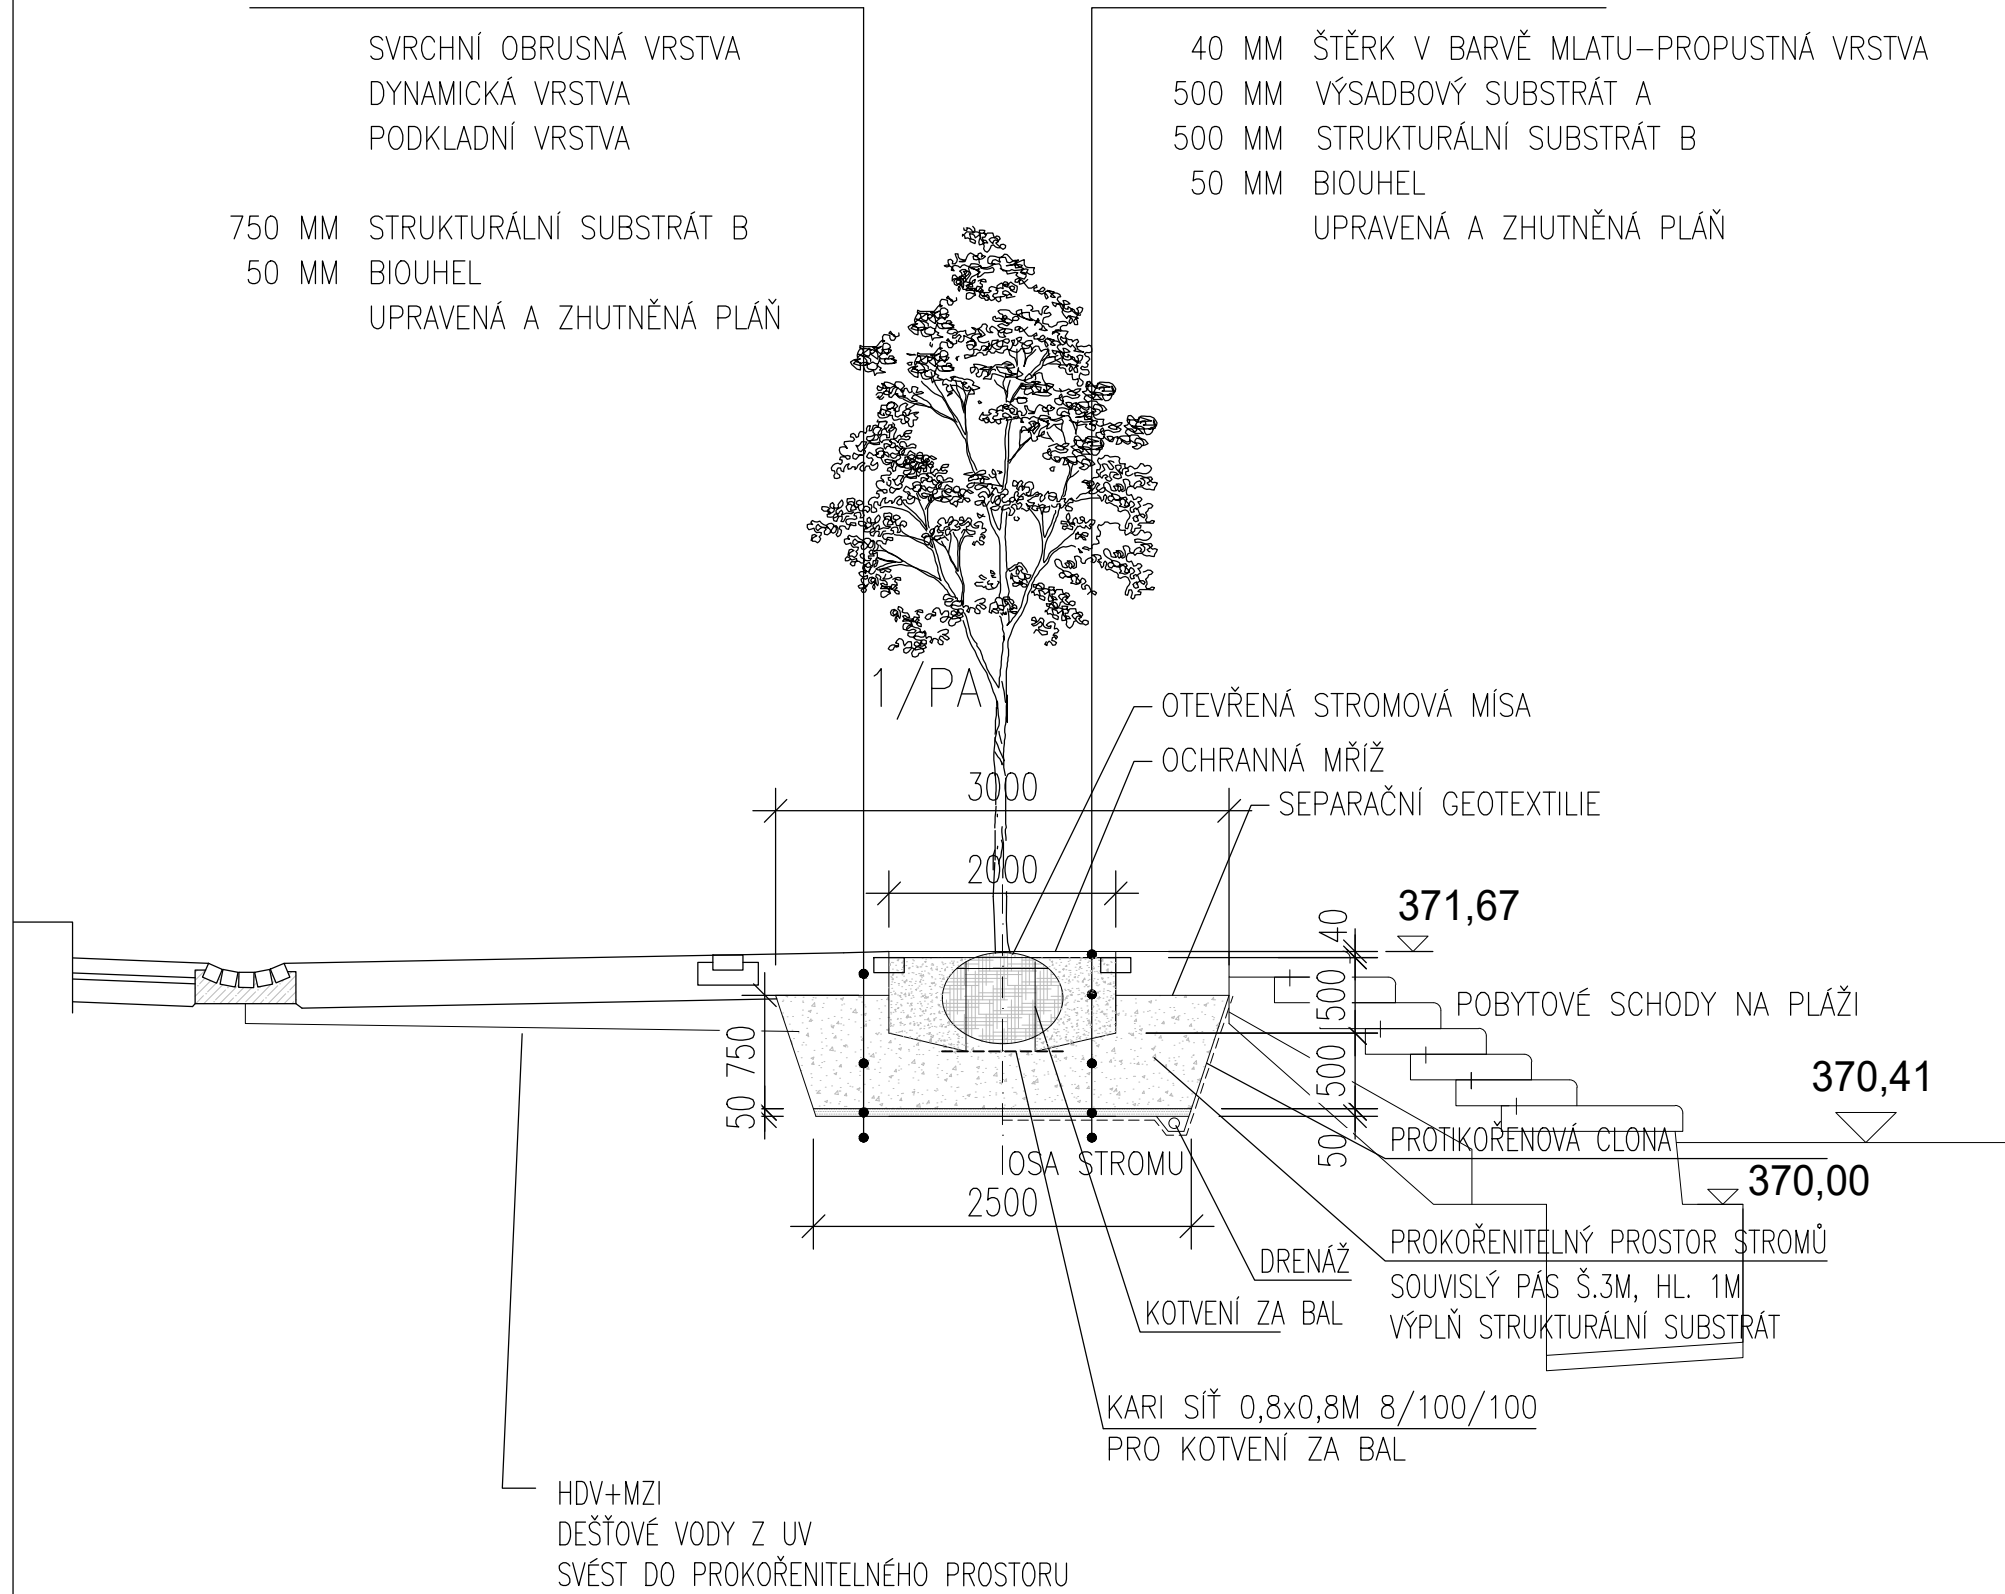 SVRCHNÍ OBRUSNÁ VRSTVA
DYNAMICKÁ VRSTVA
PODKLADNÍ VRSTVA
750 MM STRUKTURÁLNÍ SUBSTRÁT B
50 MM BIOUHEL
UPRAVENÁ A ZHUTNĚNÁ PLÁŇ
40 MM ŠTĚRK V BARVĚ MLATU-PROPUSTNÁ VRSTVA
500 MM VÝSADBOVÝ SUBSTRÁT A
500 MM STRUKTURÁLNÍ SUBSTRÁT B
50 MM BIOUHEL
UPRAVENÁ A ZHUTNĚNÁ PLÁŇ
1/PA
OTEVŘENÁ STROMOVÁ MÍSA
OCHRANNÁ MŘÍŽ
3000
SEPARAČNÍ GEOTEXTILIE
2000
371,67
40
500
500
50
750
50
POBYTOVÉ SCHODY NA PLÁŽI
370,41
PROTIKOŘENOVÁ CLONA
OSA STROMU
370,00
2500
DRENÁŽ
PROKOŘENITELNÝ PROSTOR STROMŮ
SOUVISLÝ PÁS Š.3M, HL. 1M
VÝPLŇ STRUKTURÁLNÍ SUBSTRÁT
KOTVENÍ ZA BAL
KARI SÍŤ 0,8x0,8M 8/100/100
PRO KOTVENÍ ZA BAL
HDV+MZI
DEŠŤOVÉ VODY Z UV
SVÉST DO PROKOŘENITELNÉHO PROSTORU